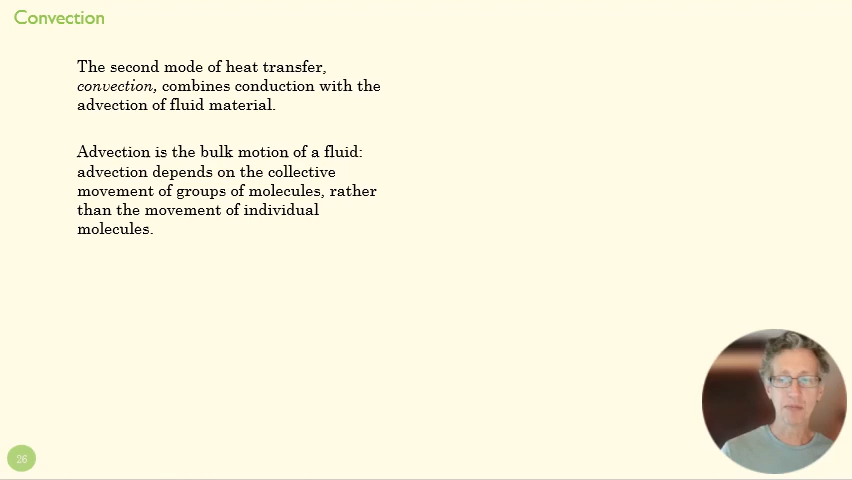 Convection
The second mode of heat transfer,
convection, combines conduction with the
advection of fluid material.
Advection is the bulk motion of a fluid:
advection depends on the collective
movement of groups of molecules, rather
than the movement of individual
molecules.
26